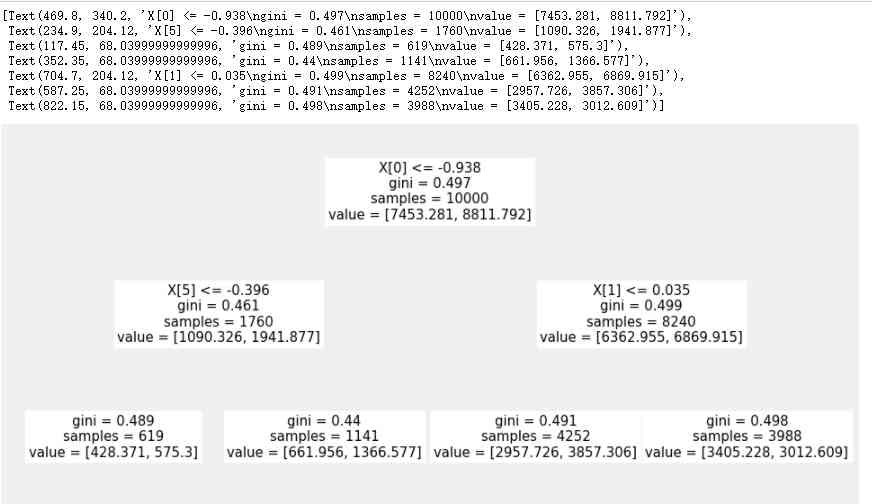 [Text(469.8, 340.2, 'X[0] <= -0.938\ngini = 0.497\nsamples = 10000\nvalue = [7453.281, 8811.792]'),
Text(234.9, 204.12, 'X[5] <= -0.396\ngini = 0.461\nsamples = 1760\nvalue = [1090.326, 1941.877]'),
Text(117.45, 68.03999999999996, 'gini = 0.489\nsamples = 619\nvalue = [428.371, 575.3]'),
Text(352.35, 68.03999999999996, 'gini = 0.44\nsamples = 1141\nvalue = [661.956, 1366.577]'),
Text(704.7, 204.12, 'X[1] <= 0.035\ngini = 0.499\nsamples = 8240\nvalue = [6362.955, 6869.915]'),
Text(587.25, 68.03999999999996, 'gini = 0.491\nsamples = 4252\nvalue = [2957.726, 3857.306]'),
Text(822.15, 68.03999999999996, 'gini = 0.498\nsamples = 3988\nvalue = [3405.228, 3012.609]')]
X[0] <= -0.938
gini = 0.497
samples = 10000
value = [7453.281, 8811.792]
X[5] <= -0.396
gini = 0.461
samples = 1760
value = [1090.326, 1941.877]
X[1] <= 0.035
gini = 0.499
samples = 8240
value = [6362.955, 6869.915]
gini = 0.489
samples = 619
value = [428.371, 575.3]
gini = 0.44
samples = 1141
value = [661.956, 1366.577]
gini = 0.491
samples = 4252
value = [2957.726, 3857.306]
gini = 0.498
samples = 3988
value = [3405.228, 3012.609]